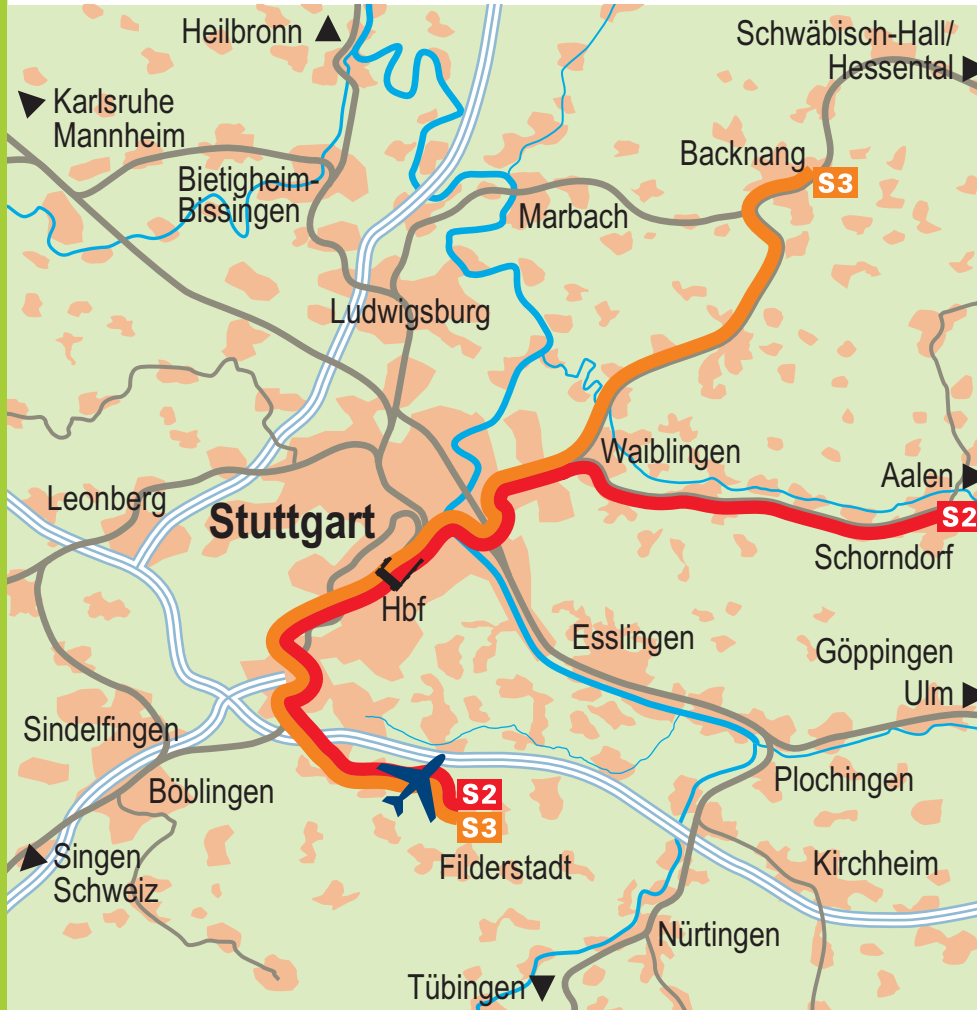 Heilbronn
Schwäbisch-Hall/
Hessental
Karlsruhe
Mannheim
Backnang
S3
Bietigheim-
Bissingen
Marbach
Ludwigsburg
Waiblingen
Aalen
Leonberg
S2
Stuttgart
Schorndorf
Hbf
Esslingen
Göppingen
Ulm
Sindelfingen
Böblingen
Plochingen
S2
S3
Singen
Schweiz
Filderstadt
Kirchheim
Nürtingen
Tübingen